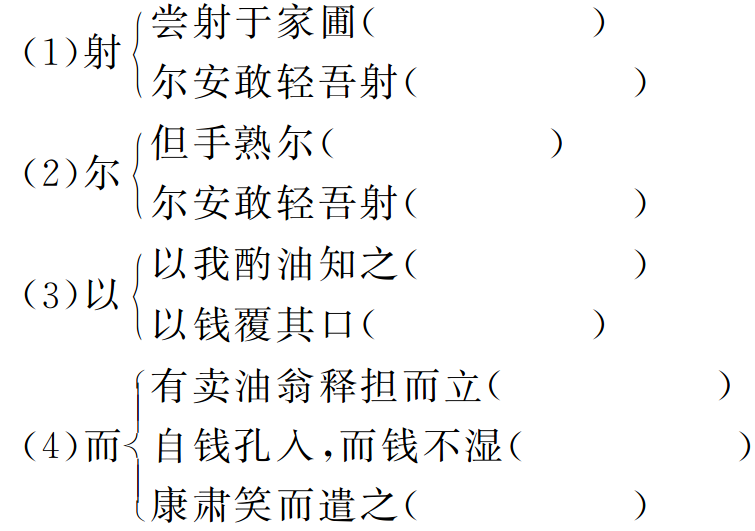 (1)射
尝射于家圃(　　　)
尔安敢轻吾射(　　　)
(2)尔
但手熟尔(　　　)
尔安敢轻吾射(　　　)
(3)以
以我酌油知之(　　　)
以钱覆其口(　　　)
(4)而
有卖油翁释担而立(　　　)
自钱孔入,而钱不湿(　　　)
康肃笑而遣之(　　　)